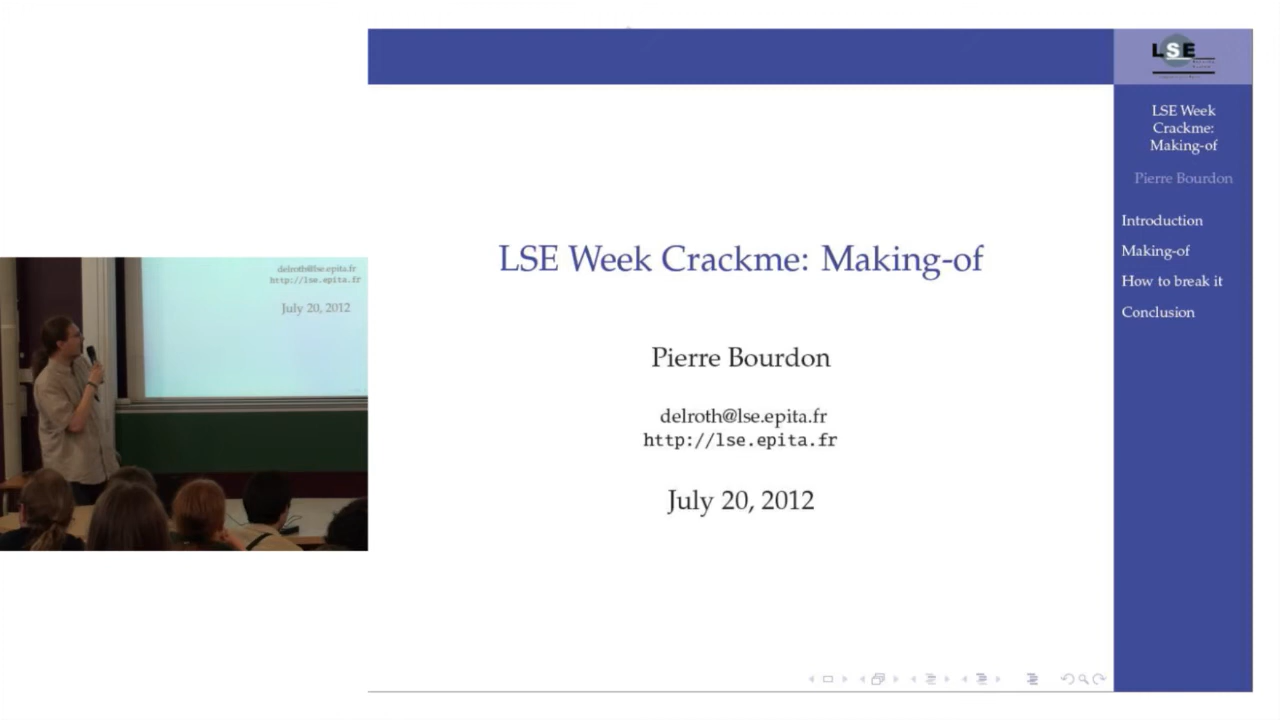 LSE
LSE Week
Crackme:
Making-of
Pierre Bourdon
Introduction
Making-of
How to break it
Conclusion
LSE Week Crackme: Making-of
Pierre Bourdon
delroth@lse.epita.fr
http://lse.epita.fr
July 20, 2012
delroth@lse.epita.fr
http://lse.epita.fr
July 20, 2012